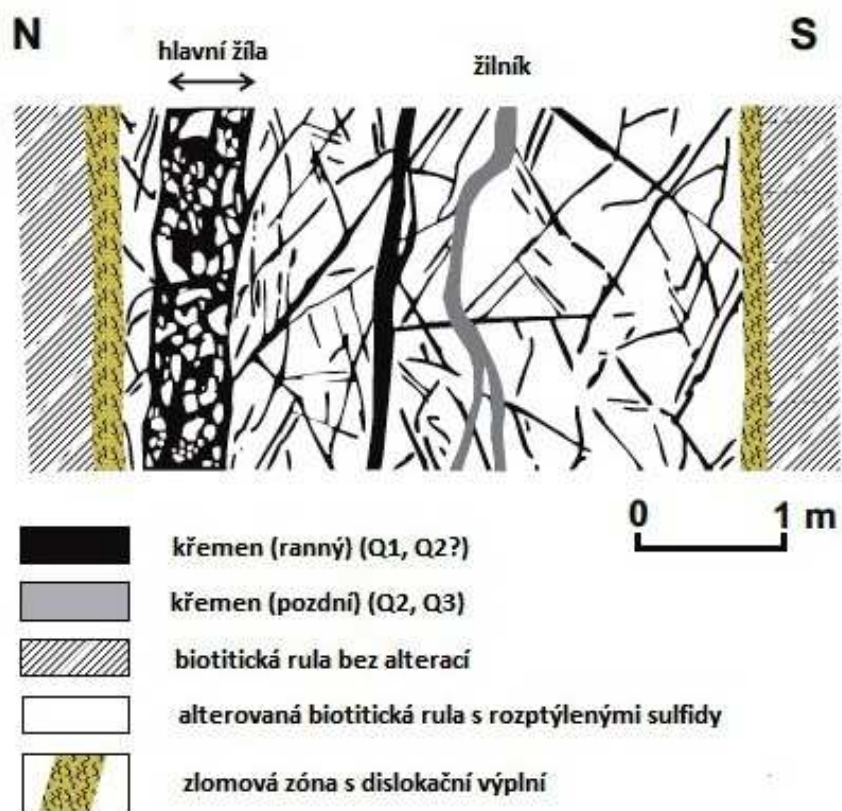 N
S
hlavní žíla
žilník
0
1 m
křemen (ranný) (Q1, Q2?)
křemen (pozdní) (Q2, Q3)
biotitická rula bez alterací
alterovaná biotitická rula s rozptýlenými sulfidy
zlomová zóna s dislokační výplní